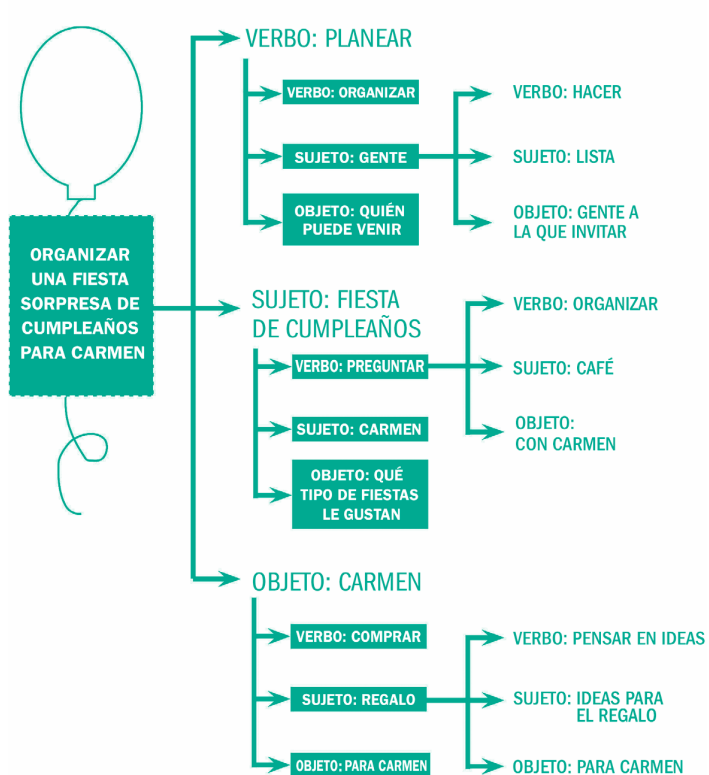 ORGANIZAR
UNA FIESTA
SORPRESA DE
CUMPLEAÑOS
PARA CARMEN
VERBO: PLANEAR
VERBO: ORGANIZAR
SUJETO: GENTE
OBJETO: QUIÉN
PUEDE VENIR
VERBO: HACER
SUJETO: LISTA
OBJETO: GENTE A
LA QUE INVITAR
SUJETO: FIESTA
DE CUMPLEAÑOS
VERBO: PREGUNTAR
SUJETO: CARMEN
OBJETO: QUÉ
TIPO DE FIESTAS
LE GUSTAN
VERBO: ORGANIZAR
SUJETO: CAFÉ
OBJETO:
CON CARMEN
OBJETO: CARMEN
VERBO: COMPRAR
SUJETO: REGALO
OBJETO: PARA CARMEN
VERBO: PENSAR EN IDEAS
SUJETO: IDEAS PARA
EL REGALO
OBJETO: PARA CARMEN